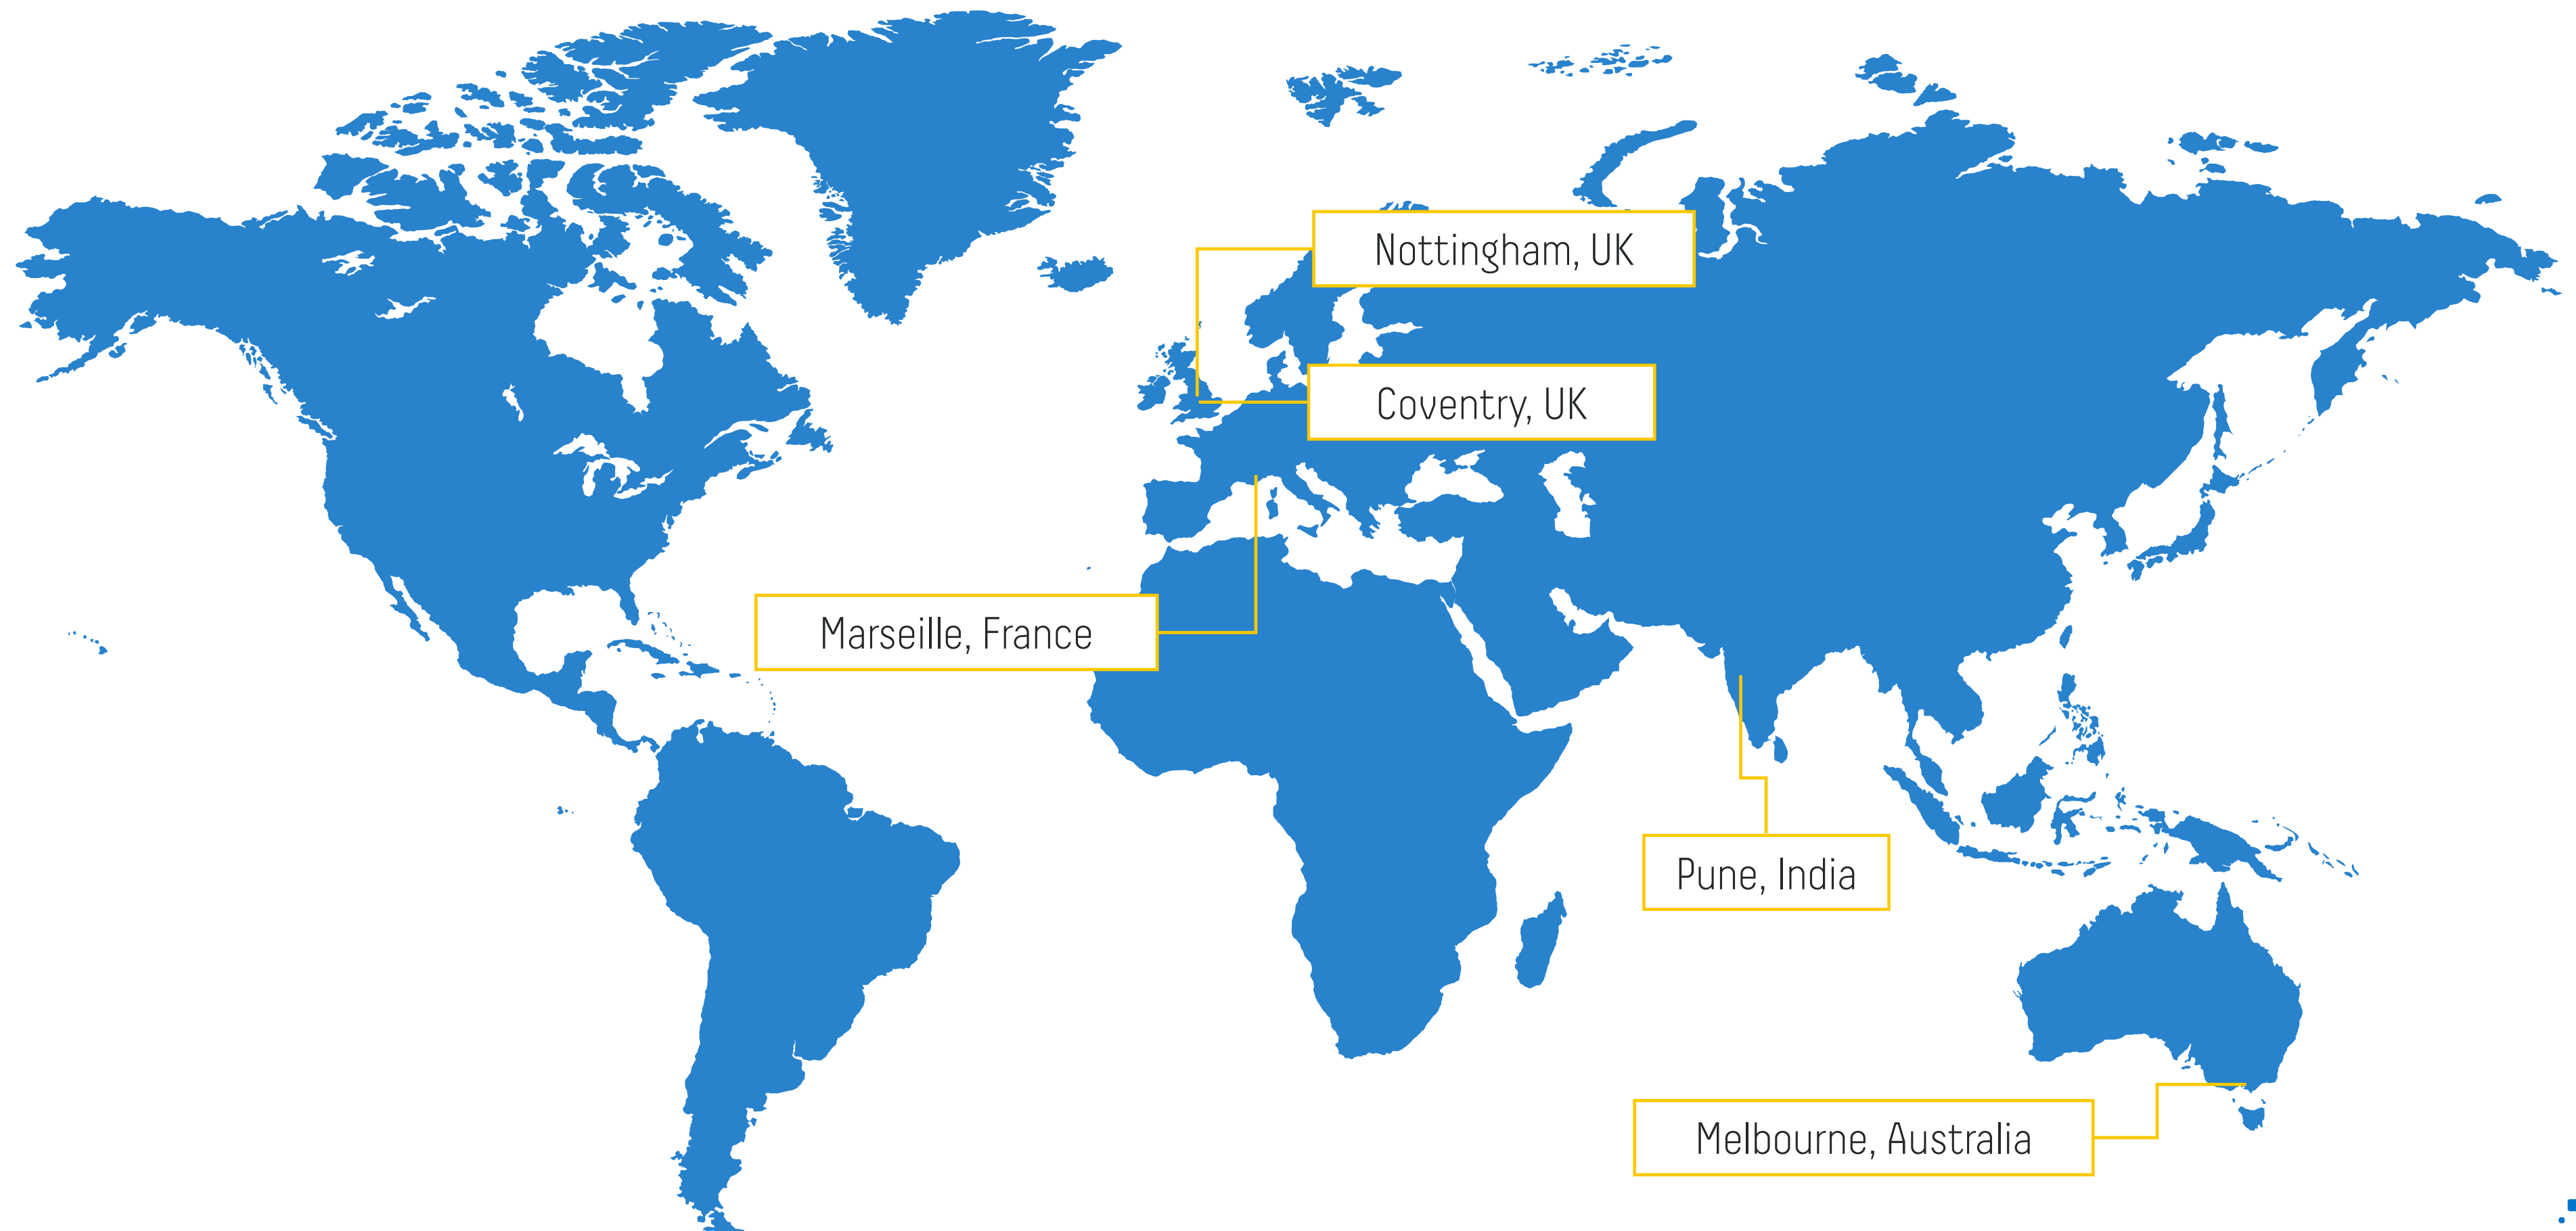 Nottingham, UK
Coventry, UK
Marseille, France
Pune, India
Melbourne, Australia